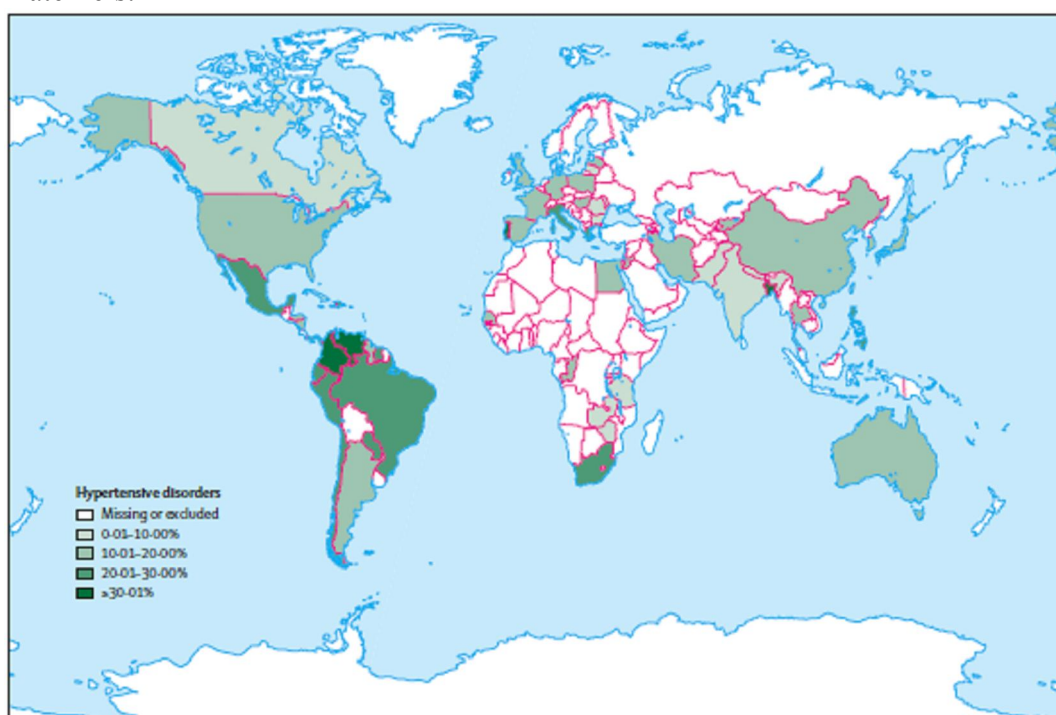 Hypertensive disorders
Missing or excluded
0·01–10·00%
10·01–20·00%
20·01–30·00%
≥30·01%